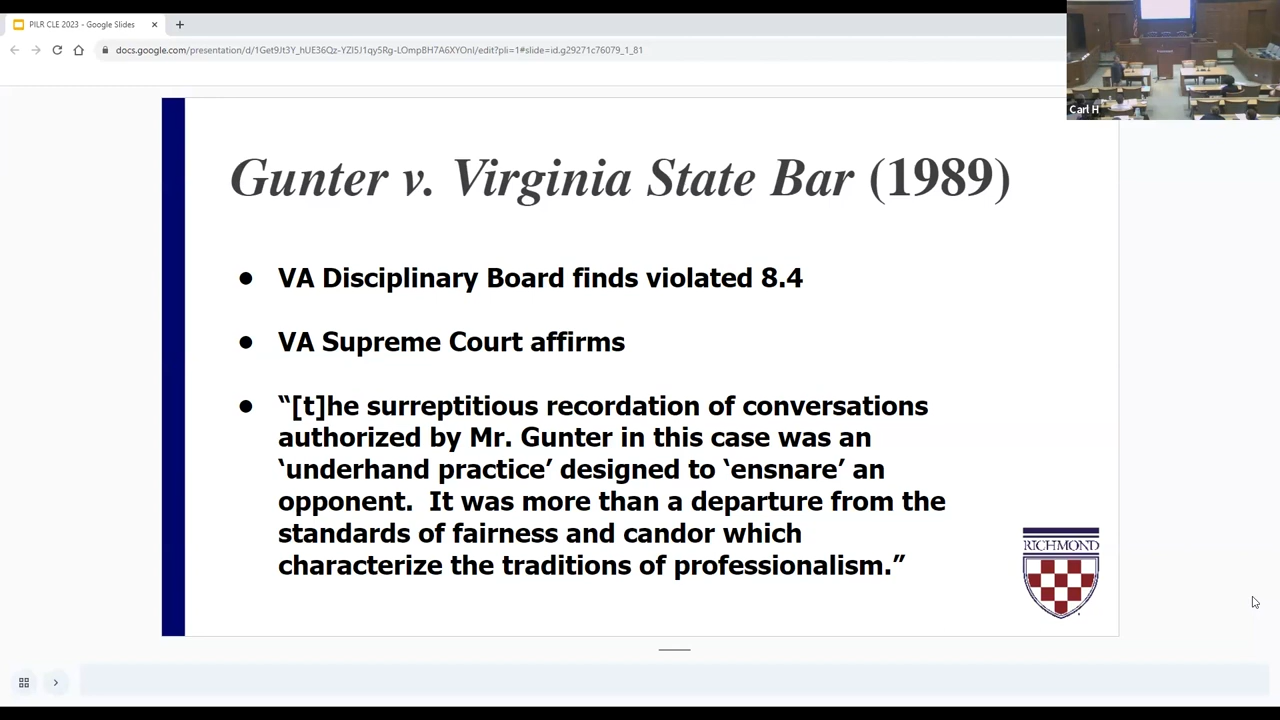 PILR CLE 2023 - Google Slides
docs.google.com/presentation/d/1Get9Jt3Y_hUE36Qz-YZl5J1qy5Rg-LOmpBH7A6XYOnI/edit?pli=1#slide=id.g29271c76079_1_81
Carl H
Gunter v. Virginia State Bar (1989)
● VA Disciplinary Board finds violated 8.4
● VA Supreme Court affirms
● “[t]he surreptitious recordation of conversations
authorized by Mr. Gunter in this case was an
‘underhand practice’ designed to ‘ensnare’ an
opponent. It was more than a departure from the
standards of fairness and candor which
characterize the traditions of professionalism.”
RICHMOND